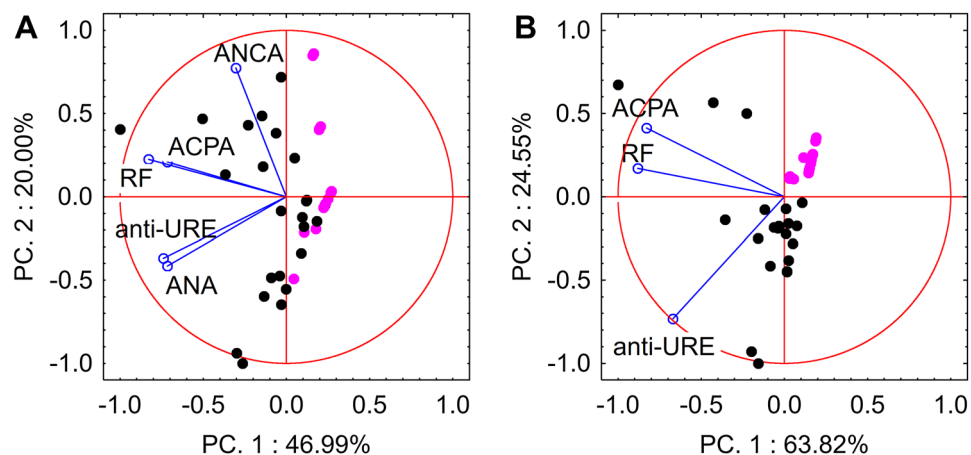 A
B
1.0
0.5
0.0
-0.5
-1.0
PC. 2 : 20.00%
ANCA
ACPA
RF
anti-URE
ANA
-1.0 -0.5 0.0 0.5 1.0
PC. 1 : 46.99%
1.0
0.5
0.0
-0.5
-1.0
PC. 2 : 24.55%
ACPA
RF
anti-URE
-1.0 -0.5 0.0 0.5 1.0
PC. 1 : 63.82%